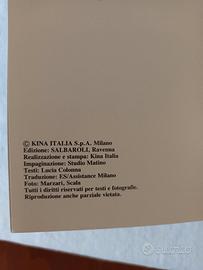 © KINA ITALIA S.p.A. Milano
Edizione: SALBAROLI, Ravenna
Realizzazione e stampa: Kina Italia
Impaginazione: Studio Matino
Testi: Lucia Colonna
Traduzione: ES/Assistance Milano
Foto: Marzari, Scala
Tutti i diritti riservati per testi e fotografie.
Riproduzione anche parziale vietata.
subito